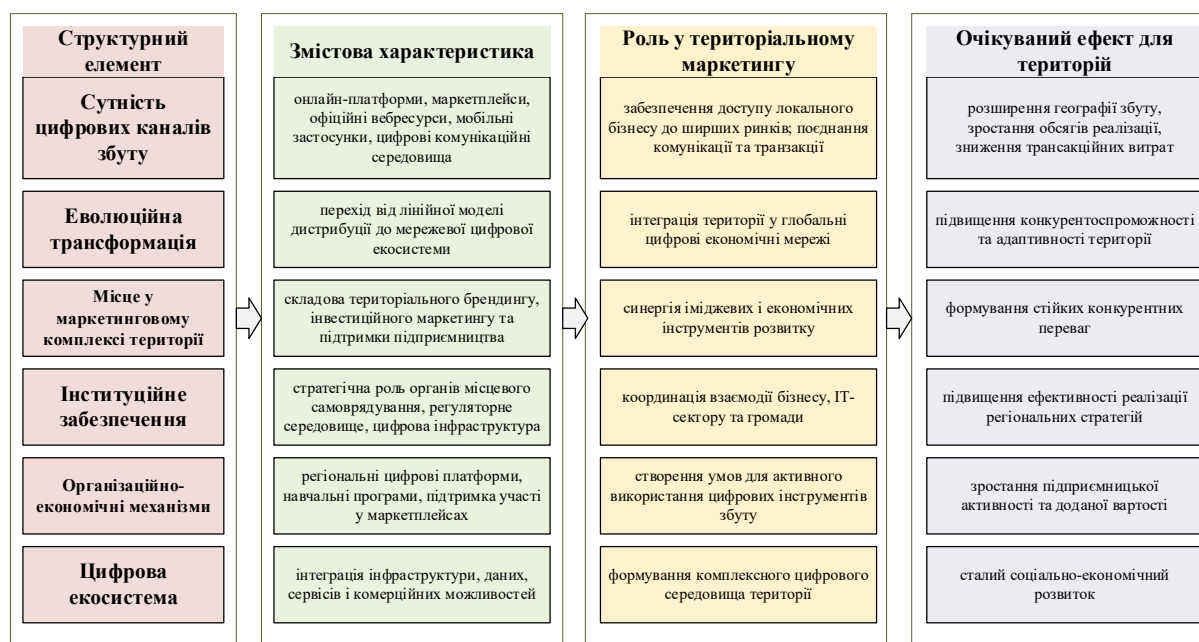 Структурний
елемент
Змістова характеристика
Роль у територіальному
маркетингу
Очікуваний ефект для
територій
Сутність
цифрових каналів
збуту
онлайн-платформи, маркетплейси,
офіційні вебресурси, мобільні
застосунки, цифрові комунікаційні
середовища
забезпечення доступу локального
бізнесу до ширших ринків; поєднання
комунікації та транзакції
розширення географії збуту,
зростання обсягів реалізації,
зниження трансакційних витрат
Еволюційна
трансформація
перехід від лінійної моделі
дистрибуції до мережевої цифрової
екосистеми
інтеграція території у глобальні
цифрові економічні мережі
підвищення конкурентоспроможності
та адаптивності території
Місце у
маркетинговому
комплексі території
складова територіального брендингу,
інвестиційного маркетингу та
підтримки підприємництва
синергія іміджевих і економічних
інструментів розвитку
формування стійких конкурентних
переваг
Інституційне
забезпечення
стратегічна роль органів місцевого
самоврядування, регуляторне
середовище, цифрова інфраструктура
координація взаємодії бізнесу, ІТ-
сектору та громади
підвищення ефективності реалізації
регіональних стратегій
Організаційно-
економічні механізми
регіональні цифрові платформи,
навчальні програми, підтримка участі
у маркетплейсах
створення умов для активного
використання цифрових інструментів
збуту
зростання підприємницької
активності та доданої вартості
Цифрова
екосистема
інтеграція інфраструктури, даних,
сервісів і комерційних можливостей
формування комплексного цифрового
середовища території
сталий соціально-економічний
розвиток